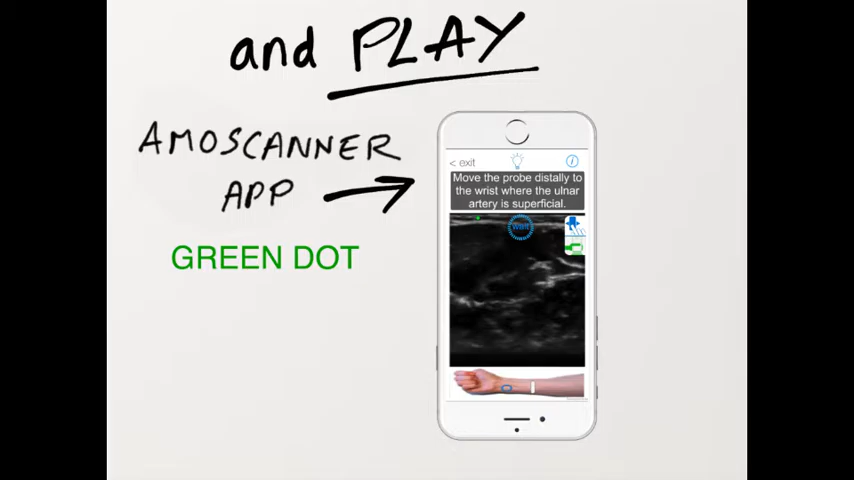 and PLAY
AMOSCANNER
APP
GREEN DOT
< exit
Move the probe distally to
the wrist where the ulnar
artery is superficial.
wait